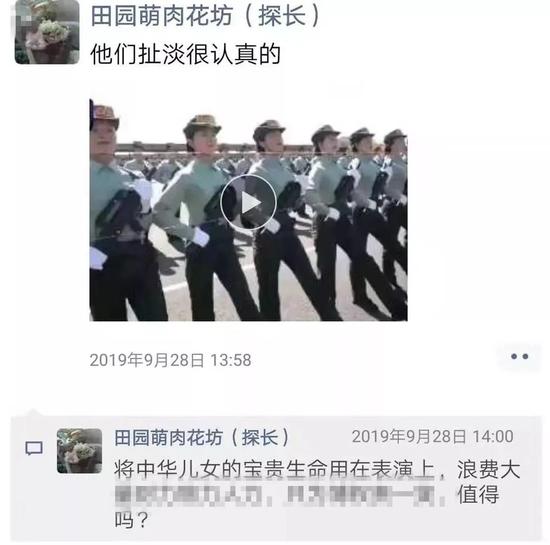 田园萌肉花坊（探长）
他们扯淡很认真的
2019年9月28日 13:58
田园萌肉花坊（探长）
2019年9月28日 14:00
将中华儿女的宝贵生命用在表演上，浪费大
值得
吗？